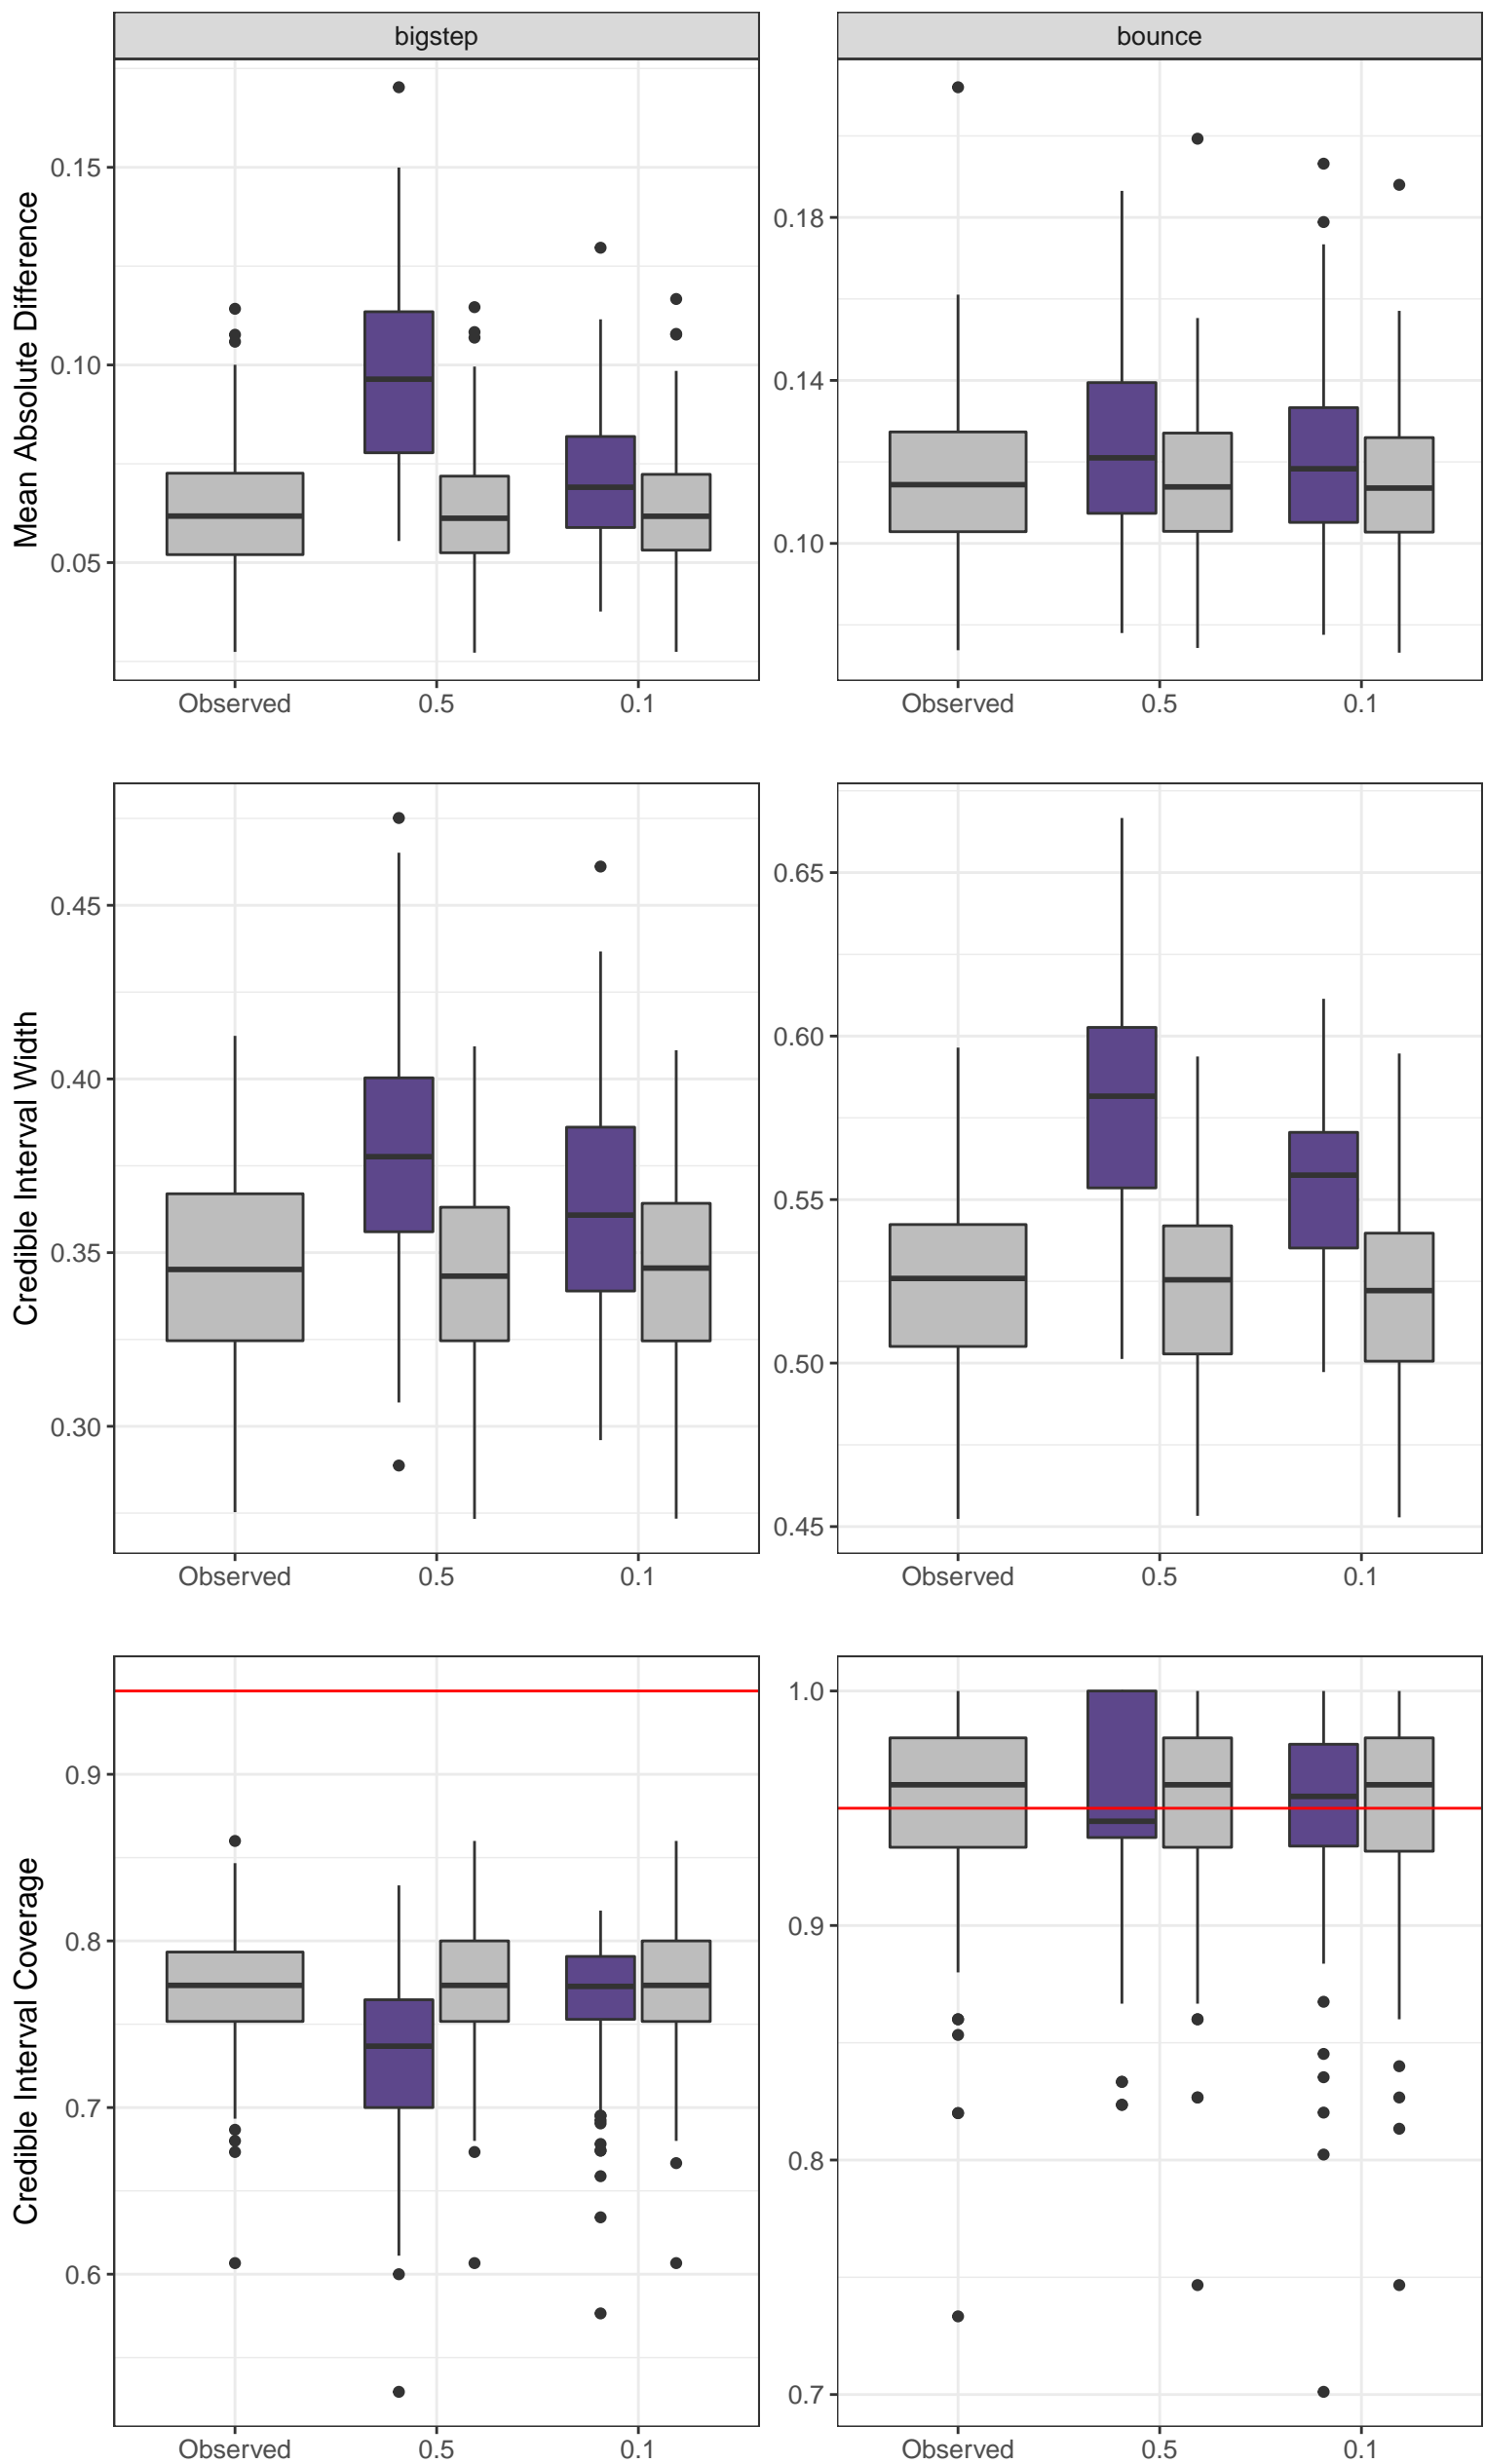 bigstep
bounce
Mean Absolute Difference
0.15
0.10
0.05
0.18
0.14
0.10
Observed 0.5 0.1
Observed 0.5 0.1
Credible Interval Width
0.45
0.40
0.35
0.30
0.65
0.60
0.55
0.50
0.45
Observed 0.5 0.1
Observed 0.5 0.1
Credible Interval Coverage
0.9
0.8
0.7
0.6
1.0
0.9
0.8
0.7
Observed 0.5 0.1
Observed 0.5 0.1